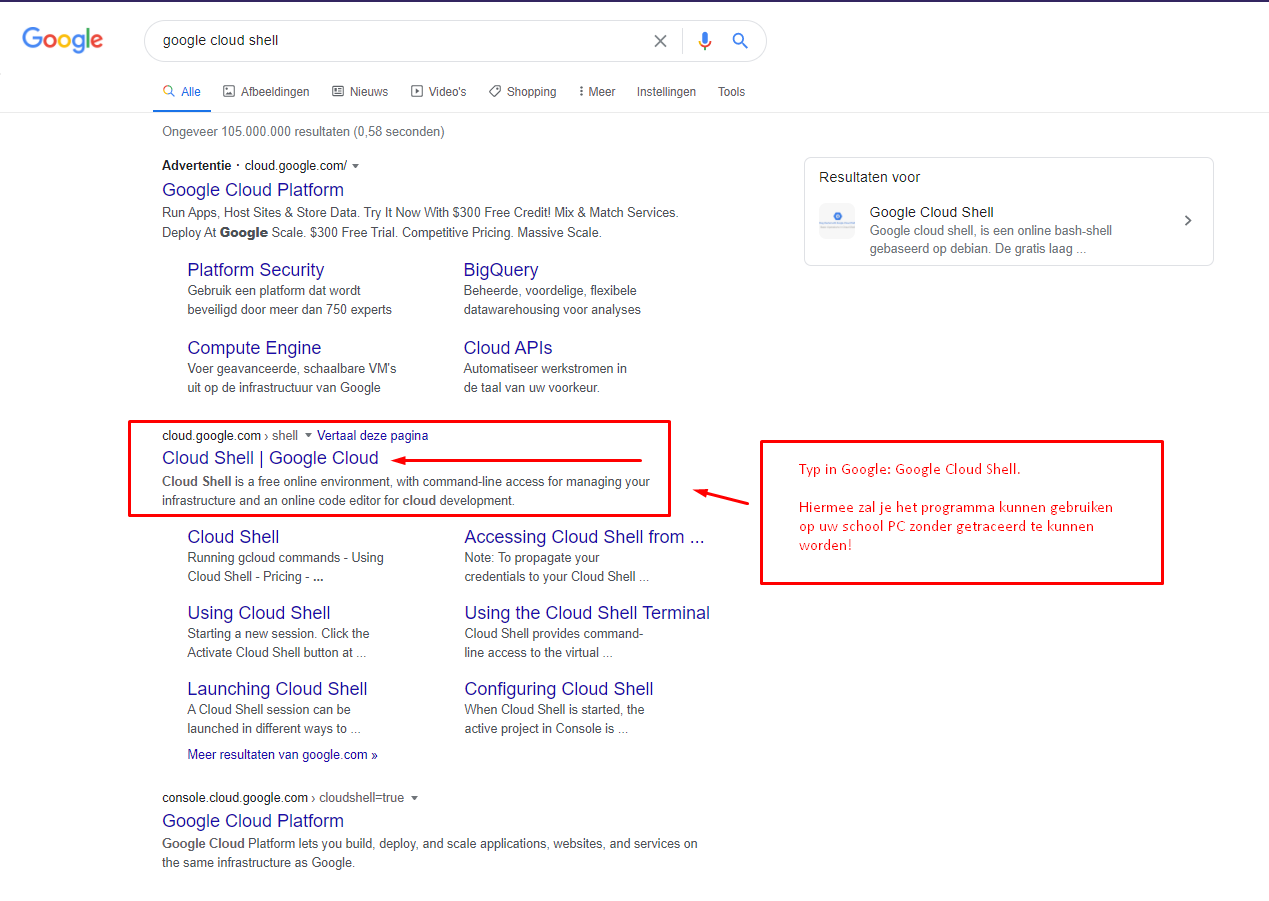 Google
google cloud shell
Alle Afbeeldingen Nieuws Video's Shopping Meer Instellingen Tools
Ongeveer 105.000.000 resultaten (0,58 seconden)
Advertentie · cloud.google.com/
Google Cloud Platform
Run Apps, Host Sites & Store Data. Try It Now With $300 Free Credit! Mix & Match Services.
Deploy At Google Scale. $300 Free Trial. Competitive Pricing. Massive Scale.
Platform Security
Gebruik een platform dat wordt
beveiligd door meer dan 750 experts
BigQuery
Beheerde, voordelige, flexibele
datawarehousing voor analyses
Compute Engine
Voer geavanceerde, schaalbare VM's
uit op de infrastructuur van Google
Cloud APIs
Automatiseer werkstromen in
de taal van uw voorkeur.
cloud.google.com › shell Vertaal deze pagina
Cloud Shell | Google Cloud
Cloud Shell is a free online environment, with command-line access for managing your
infrastructure and an online code editor for cloud development.
Cloud Shell
Running gcloud commands - Using
Cloud Shell - Pricing - ...
Accessing Cloud Shell from ...
Note: To propagate your
credentials to your Cloud Shell ...
Using Cloud Shell
Starting a new session. Click the
Activate Cloud Shell button at ...
Using the Cloud Shell Terminal
Cloud Shell provides command-
line access to the virtual ...
Launching Cloud Shell
A Cloud Shell session can be
launched in different ways to ...
Configuring Cloud Shell
When Cloud Shell is started, the
active project in Console is ...
Meer resultaten van google.com »
console.cloud.google.com › cloudshell=true
Google Cloud Platform
Google Cloud Platform lets you build, deploy, and scale applications, websites, and services on
the same infrastructure as Google.
Resultaten voor
Google Cloud Shell
Google cloud shell, is een online bash-shell
gebaseerd op debian. De gratis laag ...
Typ in Google: Google Cloud Shell.
Hiermee zal je het programma kunnen gebruiken
op uw school PC zonder getraceerd te kunnen
worden!